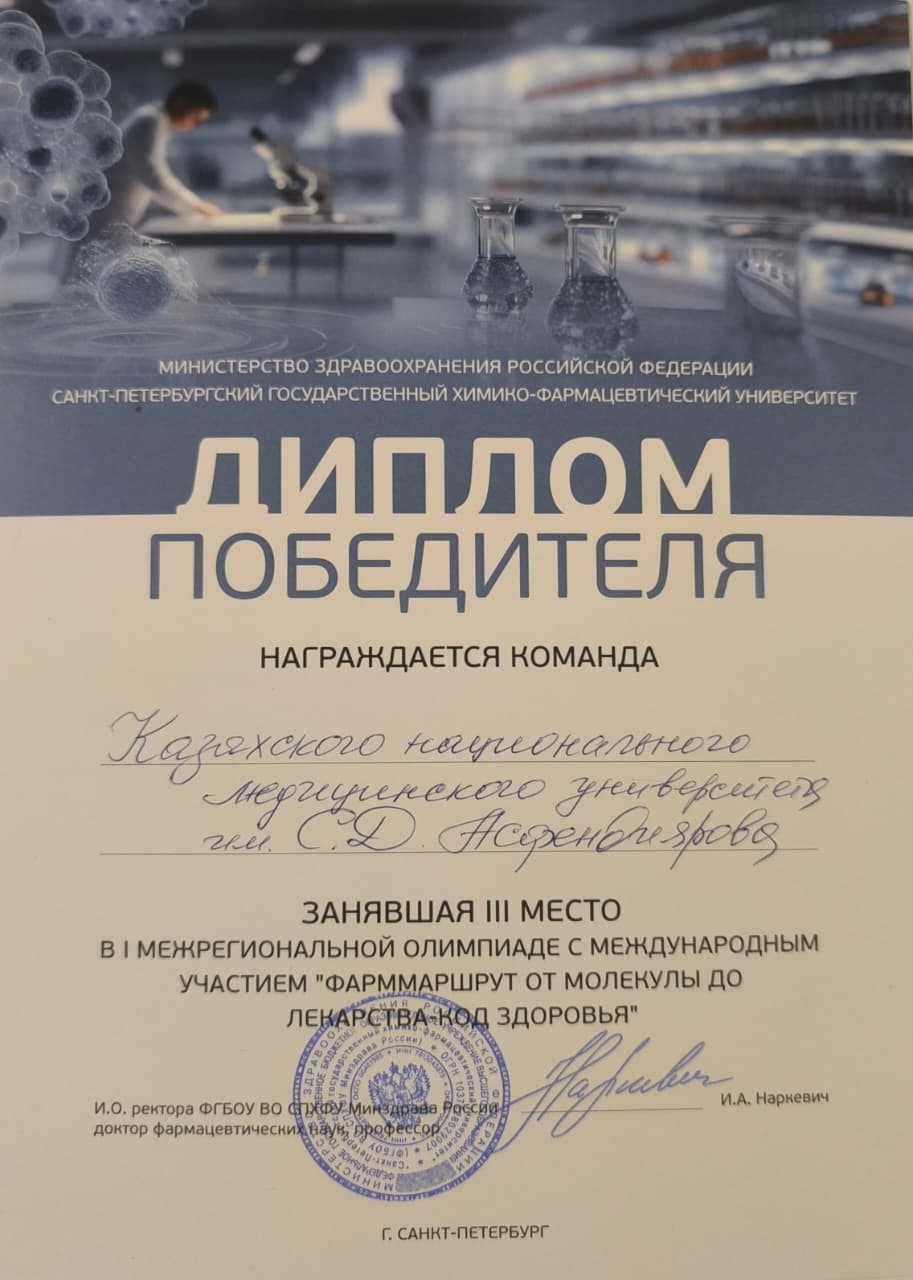 МИНИСТЕРСТВО ЗДРАВООХРАНЕНИЯ РОССИЙСКОЙ ФЕДЕРАЦИИ
САНКТ-ПЕТЕРБУРГСКИЙ ГОСУДАРСТВЕННЫЙ ХИМИКО-ФАРМАЦЕВТИЧЕСКИЙ УНИВЕРСИТЕТ
ДИПЛОМ
ПОБЕДИТЕЛЯ
НАГРАЖДАЕТСЯ КОМАНДА
Казахского национального
медицинского университета
им. С.Д. Асфендиярова
ЗАНЯВШАЯ III МЕСТО
В I МЕЖРЕГИОНАЛЬНОЙ ОЛИМПИАДЕ С МЕЖДУНАРОДНЫМ
УЧАСТИЕМ "ФАРММАРШРУТ ОТ МОЛЕКУЛЫ ДО
ЛЕКАРСТВА-КОД ЗДОРОВЬЯ"
И.О. ректора ФГБОУ ВО СПХФУ Минздрава России
доктор фармацевтических наук, профессор
И.А. Наркевич
Г. САНКТ-ПЕТЕРБУРГ